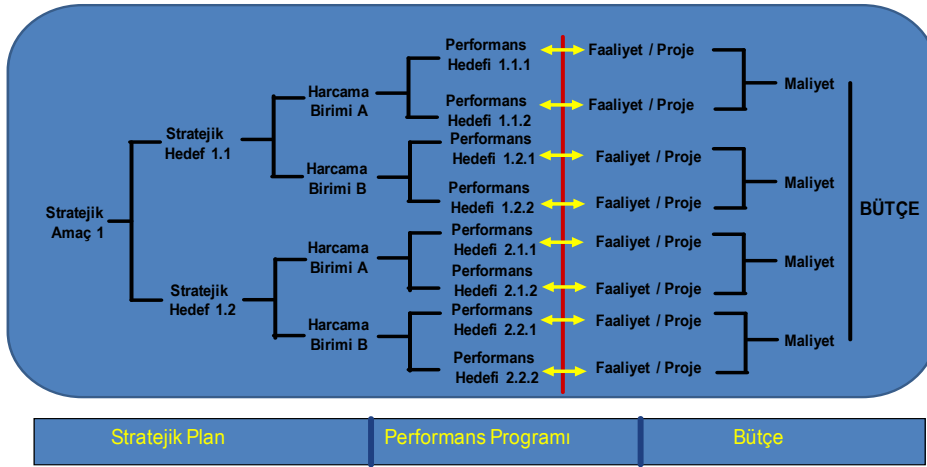 Stratejik
Amaç 1
Stratejik
Hedef 1.1
Stratejik
Hedef 1.2
Harcama
Birimi A
Harcama
Birimi B
Harcama
Birimi A
Harcama
Birimi B
Performans
Hedefi 1.1.1
Performans
Hedefi 1.1.2
Performans
Hedefi 1.2.1
Performans
Hedefi 1.2.2
Performans
Hedefi 2.1.1
Performans
Hedefi 2.1.2
Performans
Hedefi 2.2.1
Performans
Hedefi 2.2.2
Faaliyet / Proje
Faaliyet / Proje
Faaliyet / Proje
Faaliyet / Proje
Faaliyet / Proje
Faaliyet / Proje
Faaliyet / Proje
Faaliyet / Proje
Maliyet
Maliyet
Maliyet
Maliyet
BÜTÇE
Stratejik Plan
Performans Programı
Bütçe